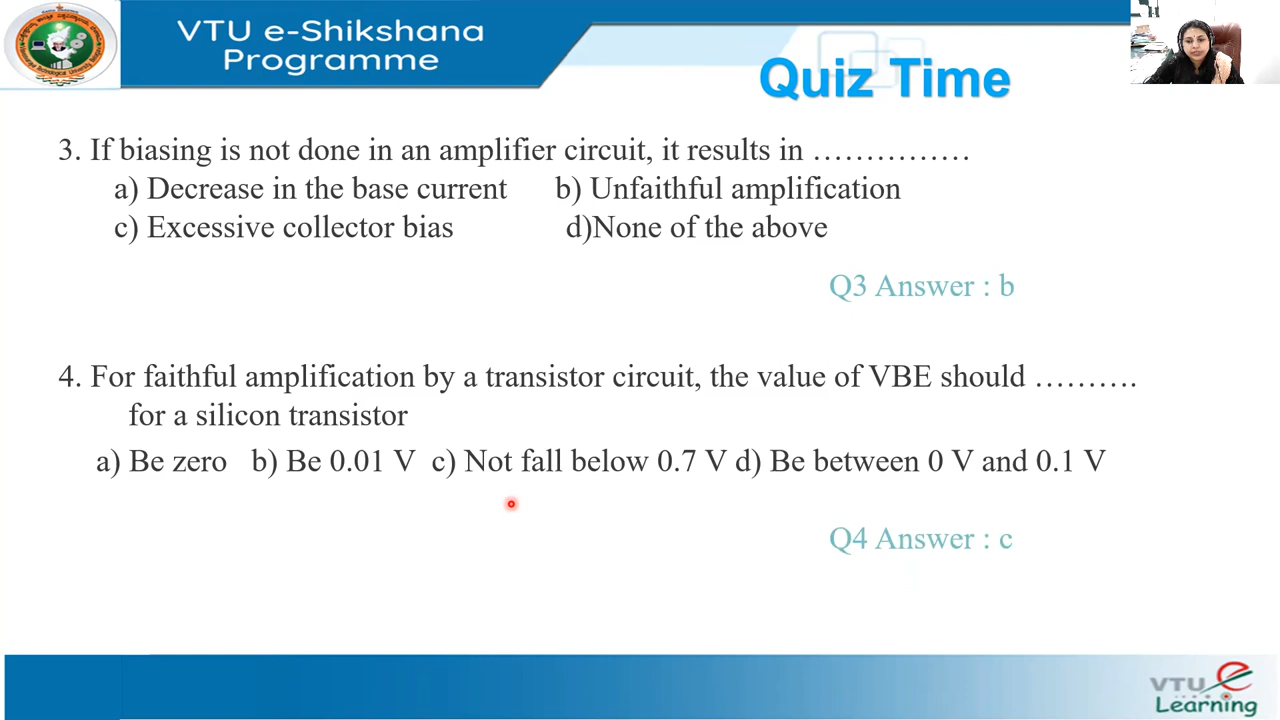 VTU e-Shikshana
Programme
Quiz Time
3. If biasing is not done in an amplifier circuit, it results in ……………
a) Decrease in the base current b) Unfaithful amplification
c) Excessive collector bias d)None of the above
Q3 Answer : b
4. For faithful amplification by a transistor circuit, the value of VBE should ……….
for a silicon transistor
a) Be zero b) Be 0.01 V c) Not fall below 0.7 V d) Be between 0 V and 0.1 V
Q4 Answer : c
VTU e
Learning